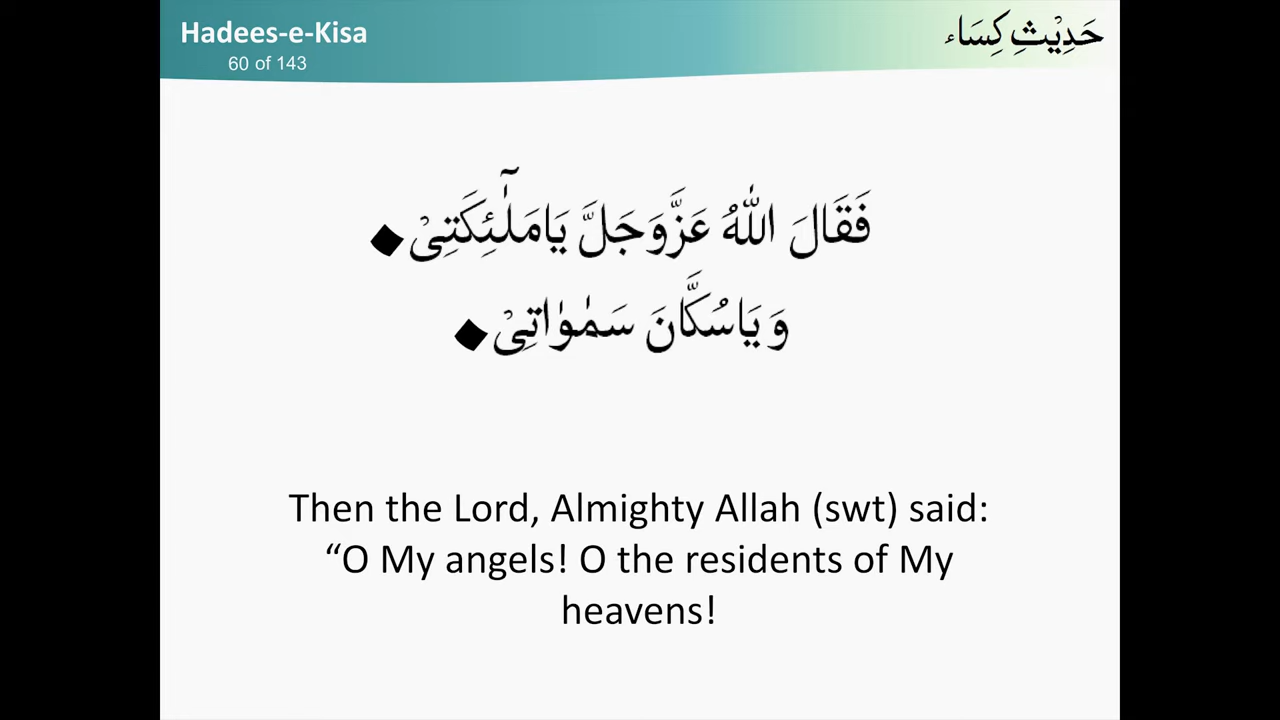 Hadees-e-Kisa
حَدِيْثِ كِسَاء
60 of 143
فَقَالَ اللّٰهُ عَزَّوَجَلَّ يَامَلٰٓئِكَتِيْ ◆
وَ يَاسُكَّانَ سَمٰوٰاتِيْ ◆
Then the Lord, Almighty Allah (swt) said:
“O My angels! O the residents of My
heavens!